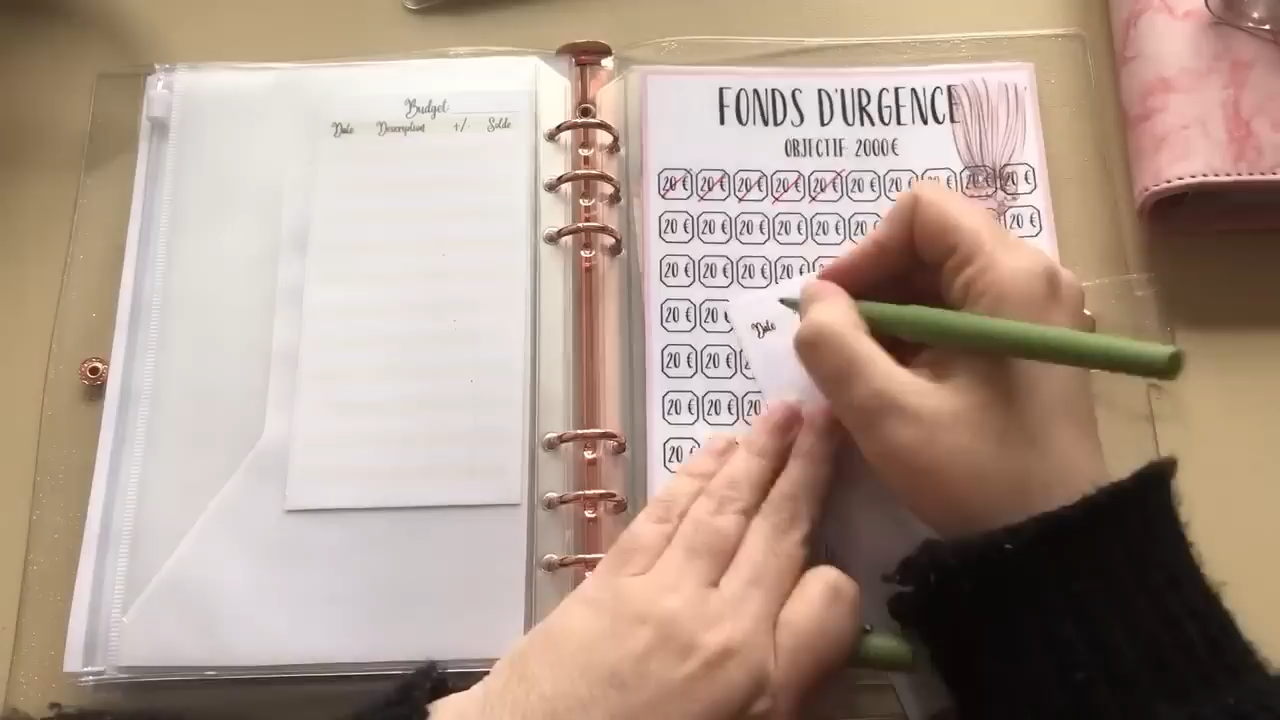 Budget:
Date Description +/- Solde
FONDS D'URGENCE
OBJECTIF 2000€
20 € 20 € 20 € 20 € 20 € 20 € 20 € 20 € 20 € 20 €
20 € 20 € 20 € 20 € 20 € 20 € 20 €
20 € 20 € 20 € 20 €
20 € 20
Date
20 € 20 €
20 € 20 € 20
20 €